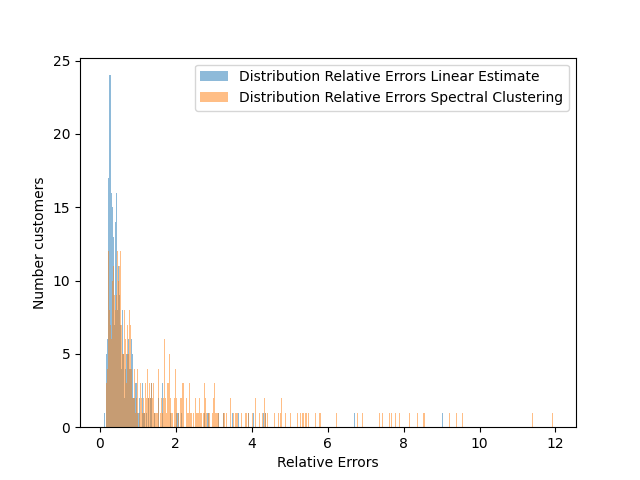 Distribution Relative Errors Linear Estimate
Distribution Relative Errors Spectral Clustering
25
20
15
10
5
0
Number customers
0 2 4 6 8 10 12
Relative Errors